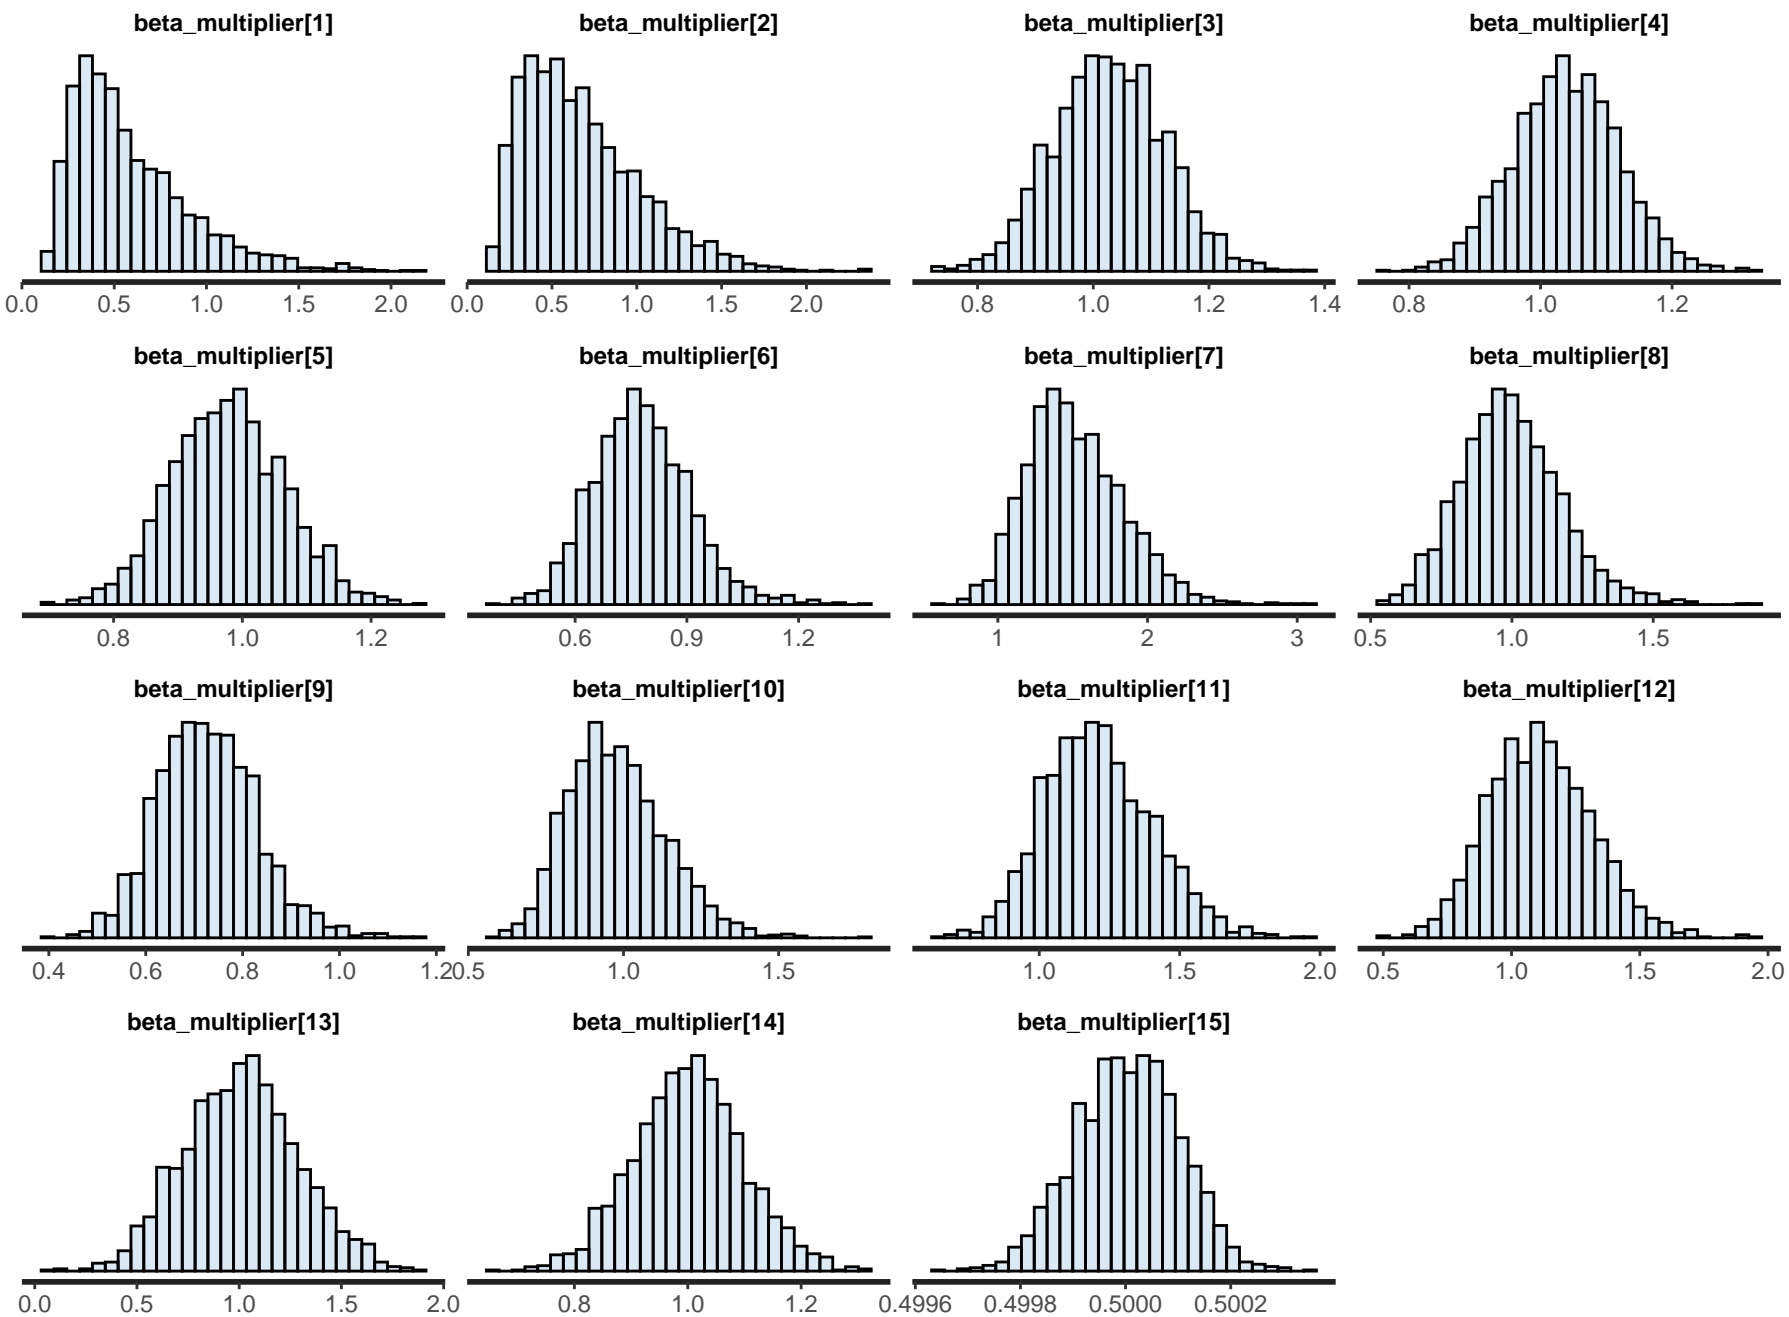 beta_multiplier[1] beta_multiplier[2] beta_multiplier[3] beta_multiplier[4]
0.0 0.5 1.0 1.5 2.0 0.0 0.5 1.0 1.5 2.0 0.8 1.0 1.2 1.4 0.8 1.0 1.2
beta_multiplier[5] beta_multiplier[6] beta_multiplier[7] beta_multiplier[8]
0.8 1.0 1.2 0.6 0.9 1.2 1 2 3 0.5 1.0 1.5
beta_multiplier[9] beta_multiplier[10] beta_multiplier[11] beta_multiplier[12]
0.4 0.6 0.8 1.0 1.2 0.5 1.0 1.5 1.0 1.5 2.0 0.5 1.0 1.5 2.0
beta_multiplier[13] beta_multiplier[14] beta_multiplier[15]
0.0 0.5 1.0 1.5 2.0 0.8 1.0 1.2 0.4996 0.4998 0.5000 0.5002